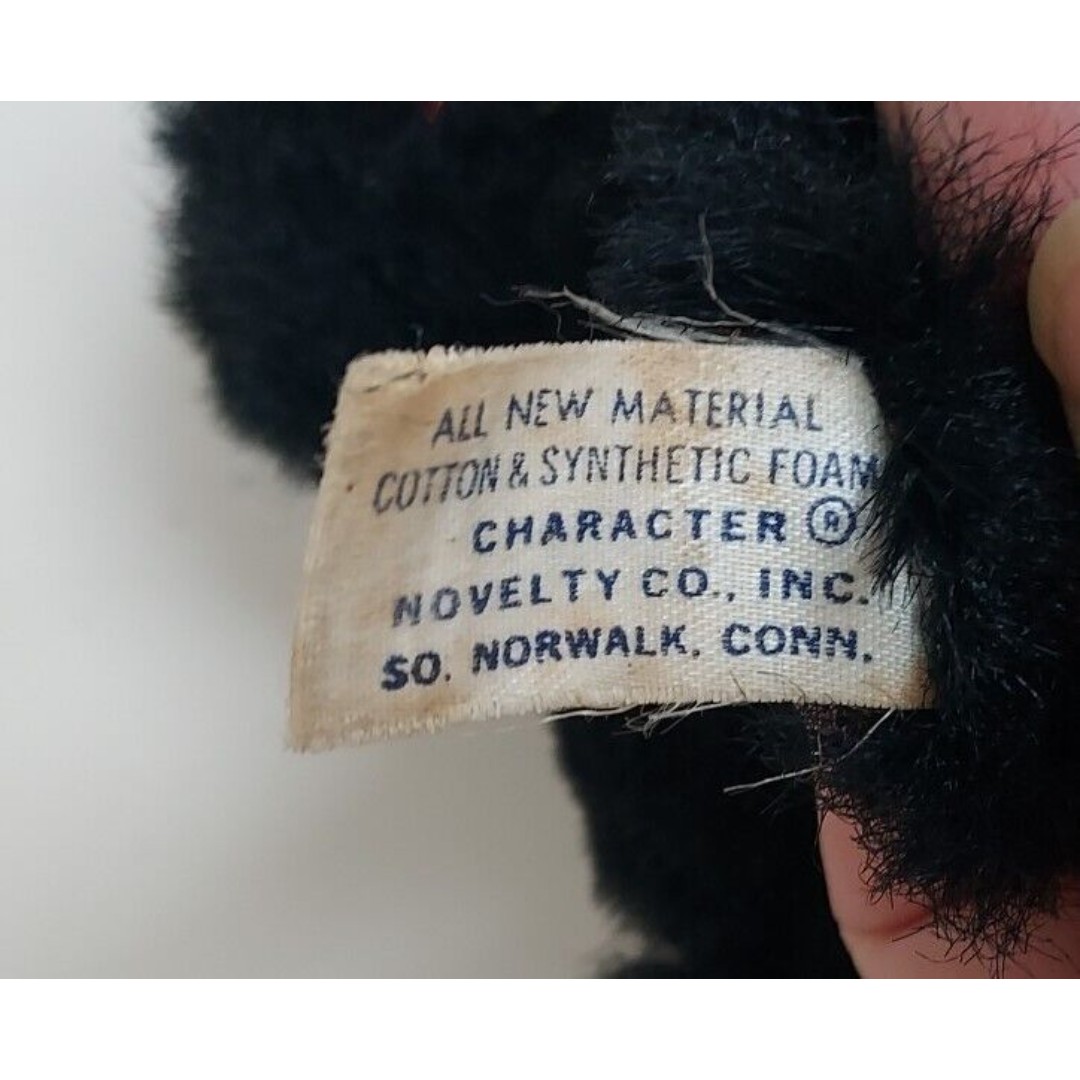 ALL NEW MATERIAL
COTTON & SYNTHETIC FOAM
CHARACTER ®
NOVELTY CO., INC.
SO. NORWALK, CONN.